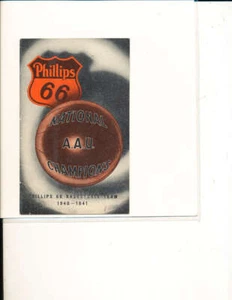 Phillips
66
NATIONAL
A.A.U.
CHAMPIONS
PHILLIPS 66 BASKETBALL TEAM
1940-1941